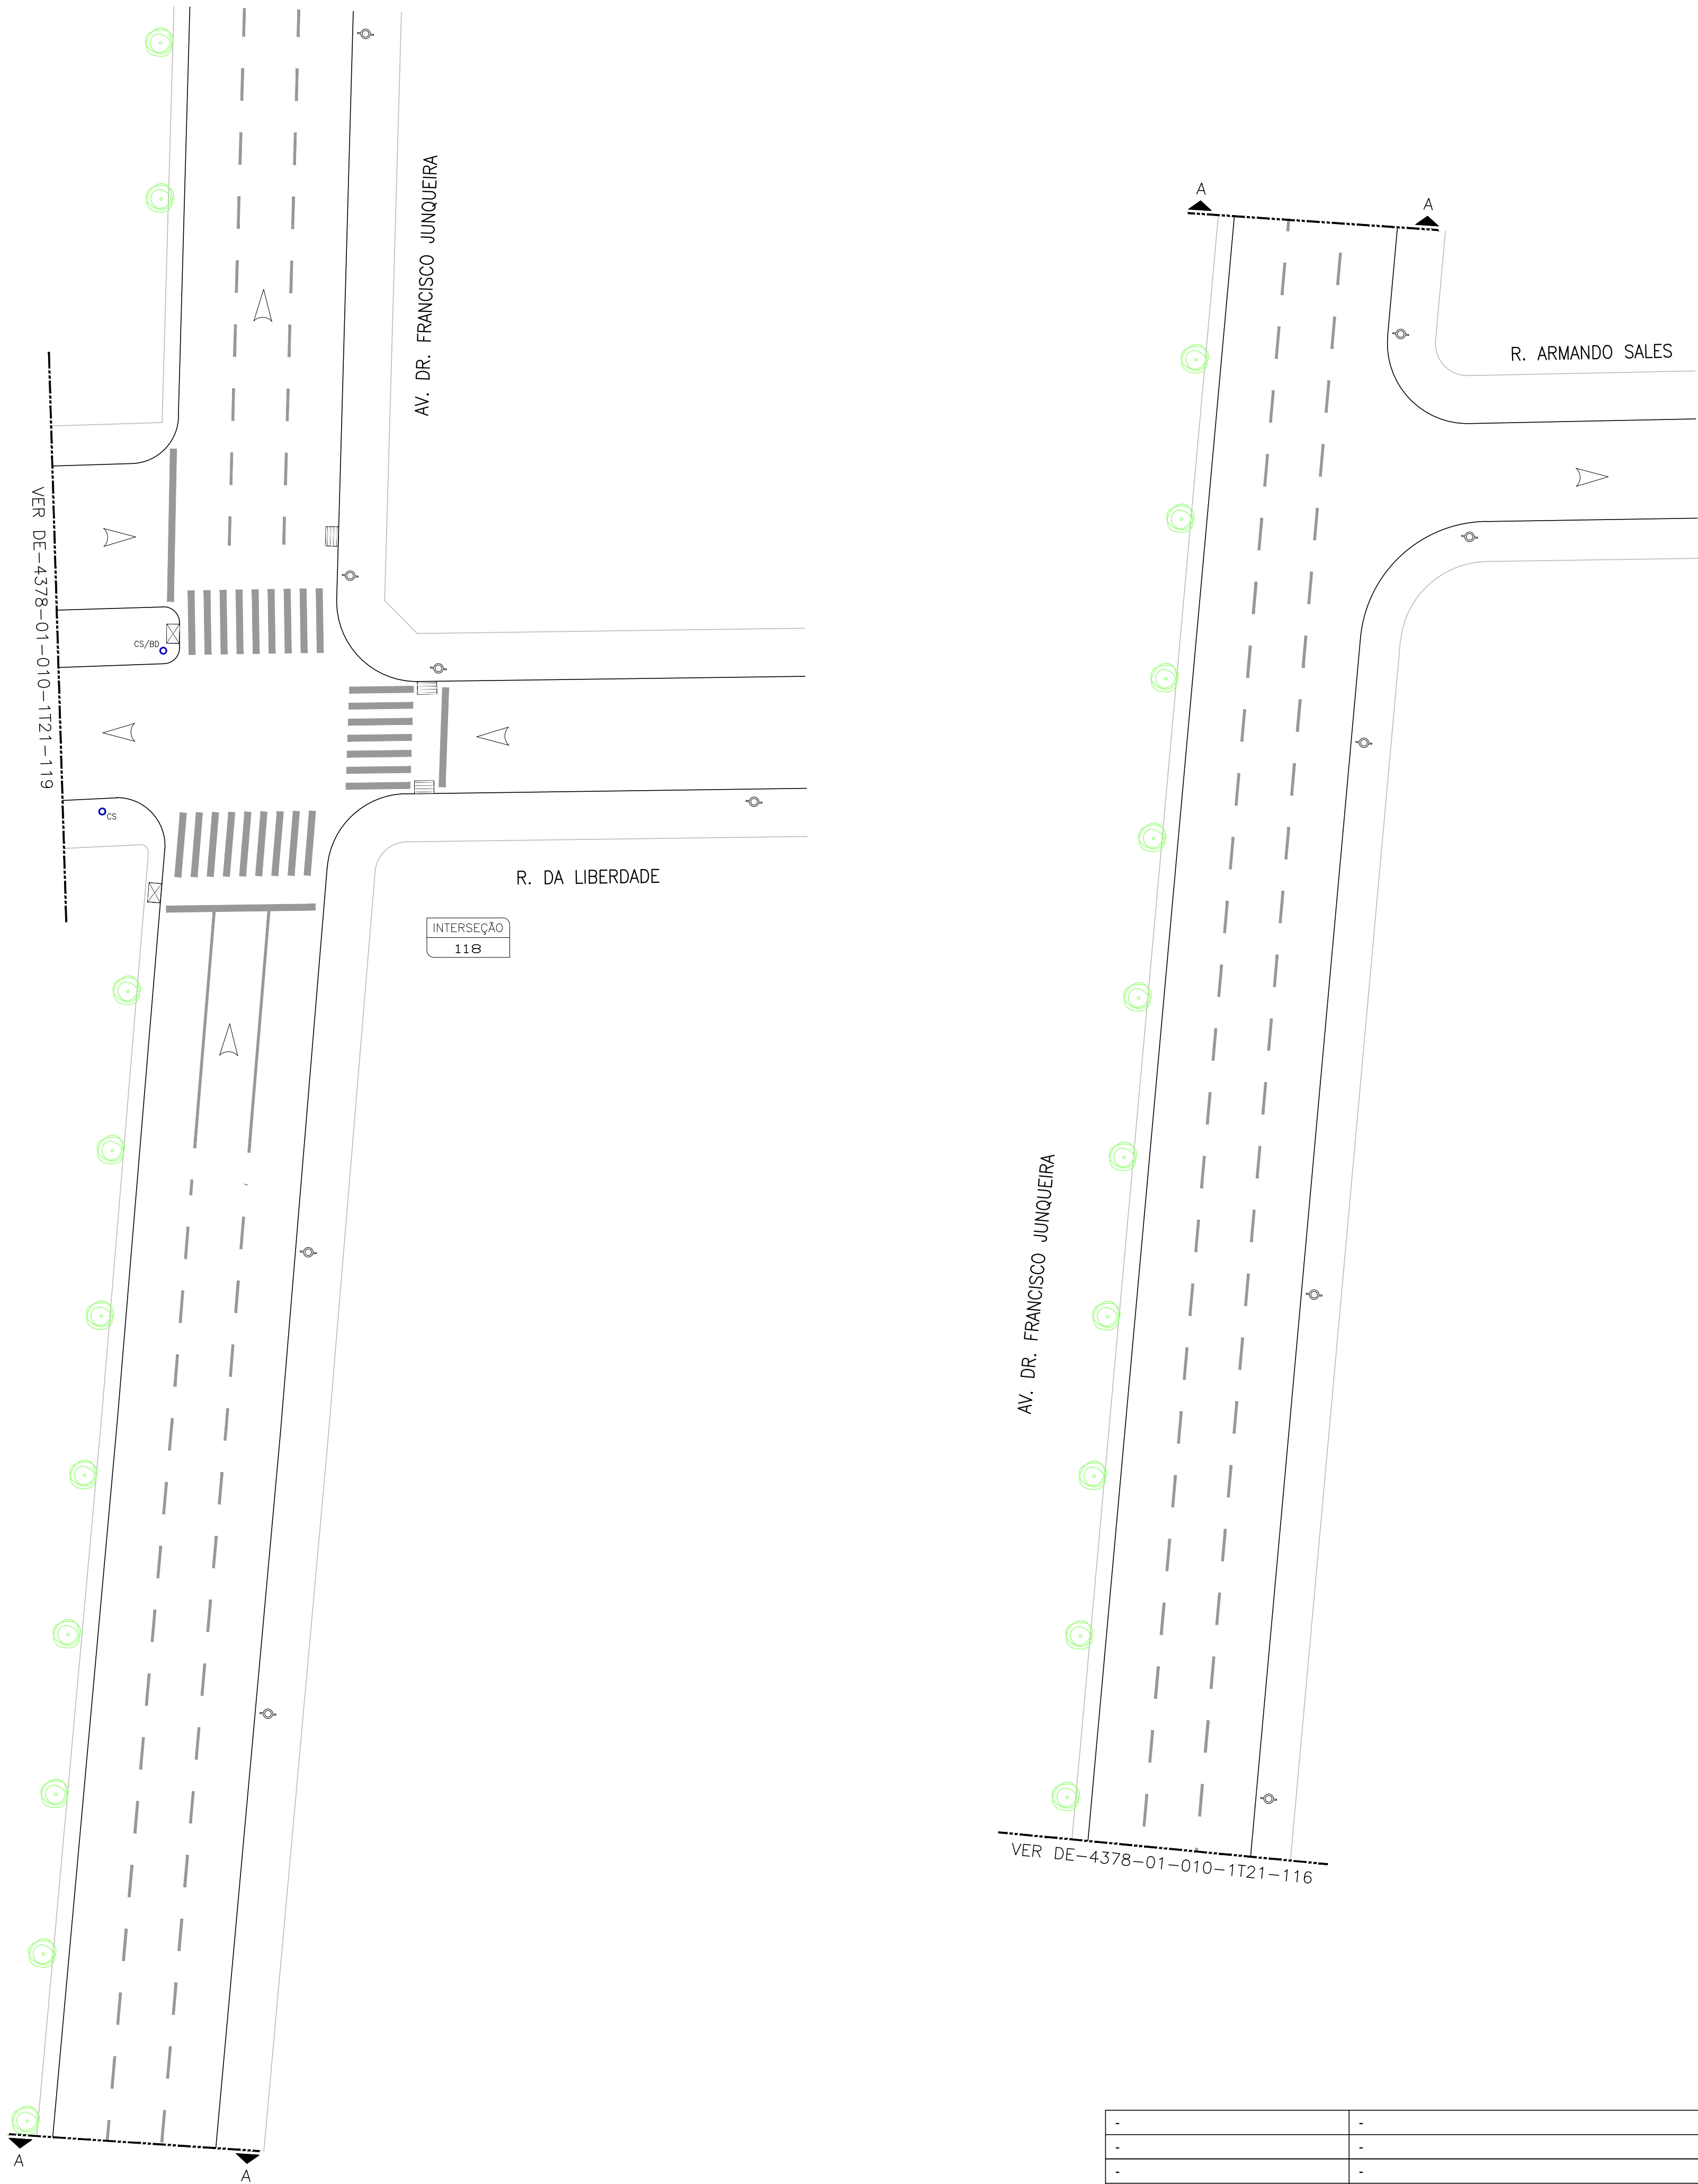 AV. DR. FRANCISCO JUNQUEIRA
VER DE-4378-01-010-1T21-119
CS/BD
CS
R. DA LIBERDADE
INTERSEÇÃO
118
A
A
A
A
R. ARMANDO SALES
AV. DR. FRANCISCO JUNQUEIRA
VER DE-4378-01-010-1T21-116
- -
- -
- -